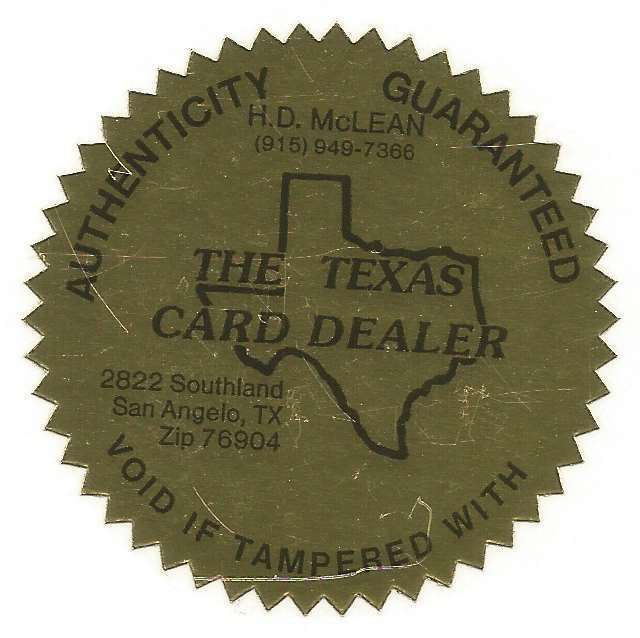 AUTHENTICITY GUARANTEED
H.D. McLEAN
(915) 949-7366
THE TEXAS
CARD DEALER
2822 Southland
San Angelo, TX
Zip 76904
VOID IF TAMPERED WITH